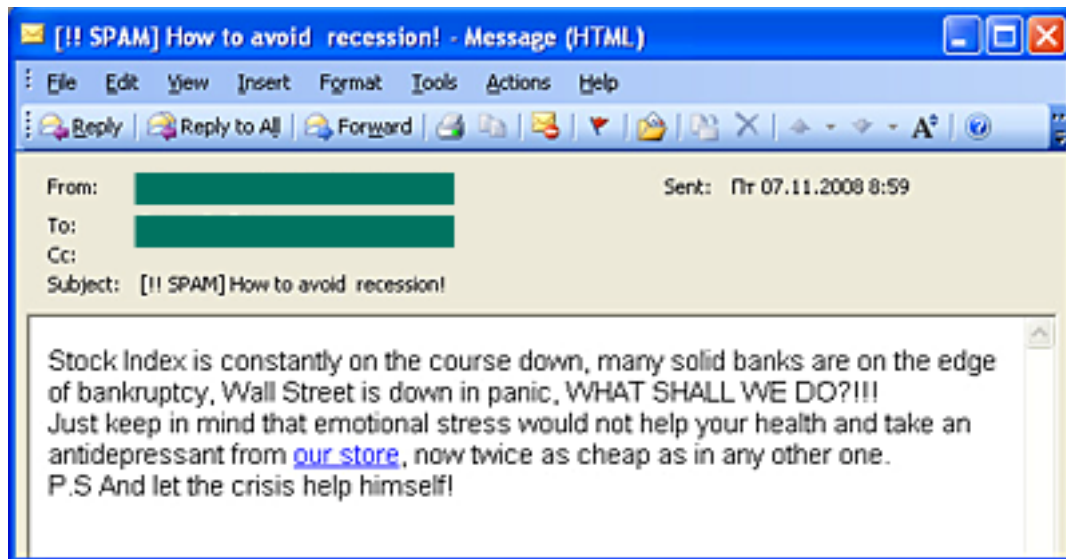 [!! SPAM] How to avoid  recession! - Message (HTML)
File Edit View Insert Format Tools Actions Help
Reply Reply to All Forward A
From: Sent: Пт 07.11.2008 8:59
To:
Cc:
Subject: [!! SPAM] How to avoid  recession!
Stock Index is constantly on the course down, many solid banks are on the edge
of bankruptcy, Wall Street is down in panic, WHAT SHALL WE DO?!!!
Just keep in mind that emotional stress would not help your health and take an
antidepressant from our store, now twice as cheap as in any other one.
P.S And let the crisis help himself!